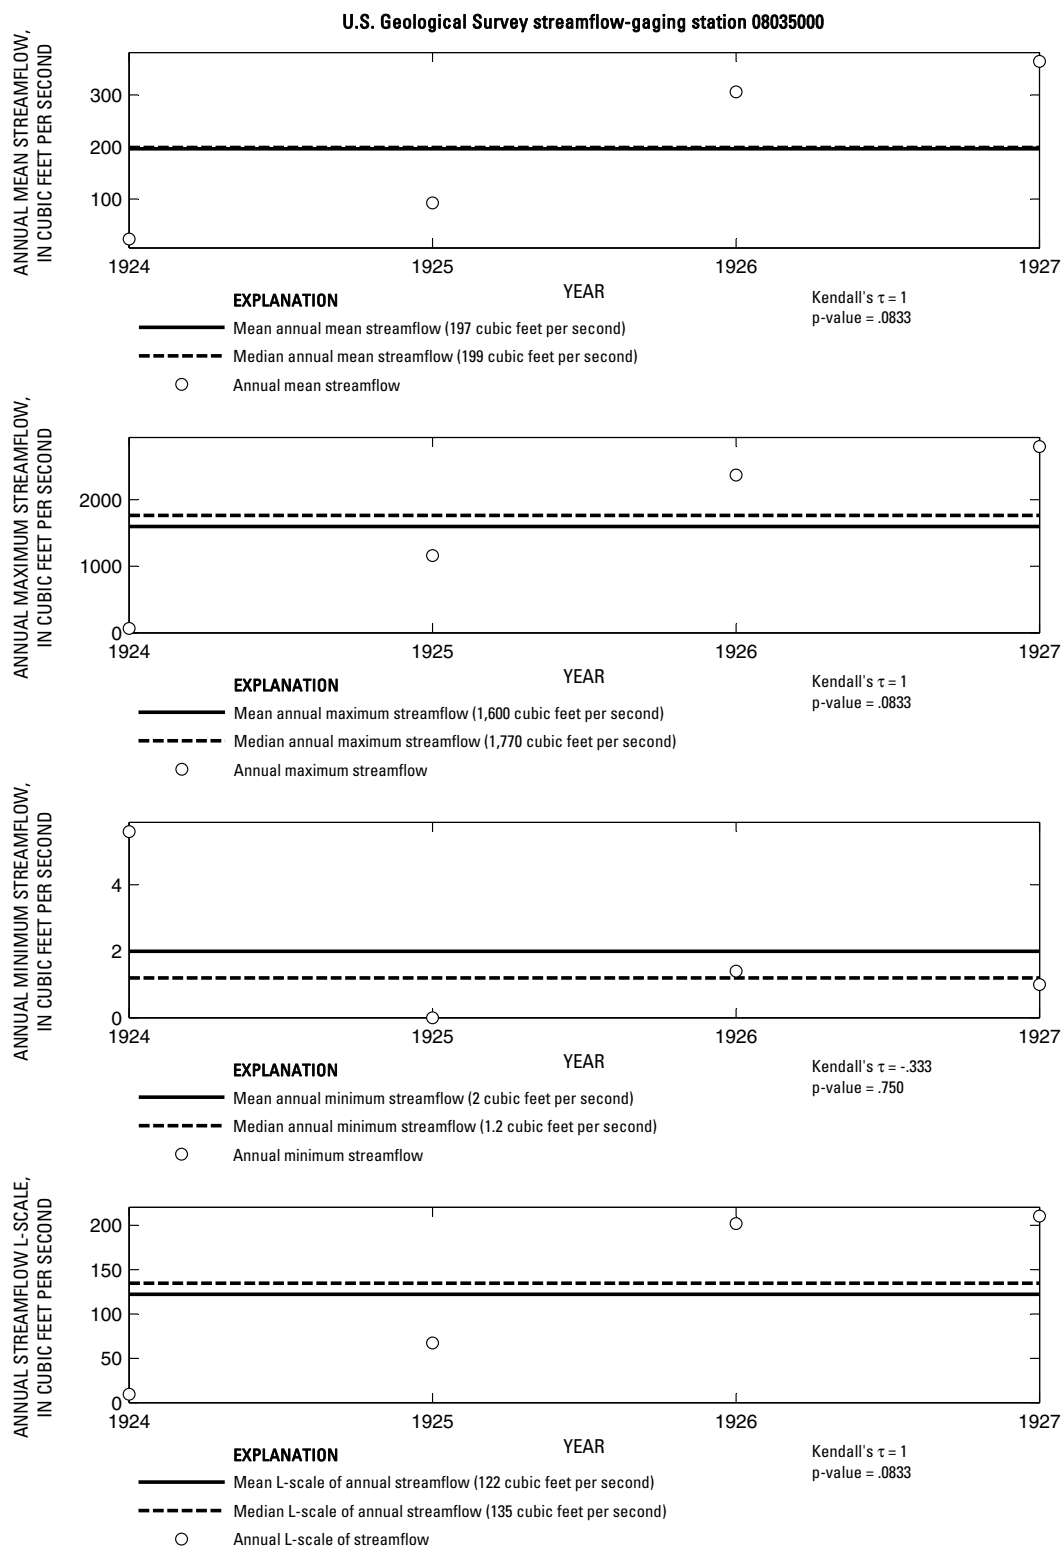 U.S. Geological Survey streamflow-gaging station 08035000
ANNUAL MEAN STREAMFLOW,
IN CUBIC FEET PER SECOND
300
200
100
1924 1925 1926 1927
YEAR
EXPLANATION
Mean annual mean streamflow (197 cubic feet per second)
Median annual mean streamflow (199 cubic feet per second)
Annual mean streamflow
Kendall's τ = 1
p-value = .0833
ANNUAL MAXIMUM STREAMFLOW,
IN CUBIC FEET PER SECOND
2000
1000
0
1924 1925 1926 1927
YEAR
EXPLANATION
Mean annual maximum streamflow (1,600 cubic feet per second)
Median annual maximum streamflow (1,770 cubic feet per second)
Annual maximum streamflow
Kendall's τ = 1
p-value = .0833
ANNUAL MINIMUM STREAMFLOW,
IN CUBIC FEET PER SECOND
4
2
0
1924 1925 1926 1927
YEAR
EXPLANATION
Mean annual minimum streamflow (2 cubic feet per second)
Median annual minimum streamflow (1.2 cubic feet per second)
Annual minimum streamflow
Kendall's τ = -.333
p-value = .750
ANNUAL STREAMFLOW L-SCALE,
IN CUBIC FEET PER SECOND
200
150
100
50
0
1924 1925 1926 1927
YEAR
EXPLANATION
Mean L-scale of annual streamflow (122 cubic feet per second)
Median L-scale of annual streamflow (135 cubic feet per second)
Annual L-scale of streamflow
Kendall's τ = 1
p-value = .0833